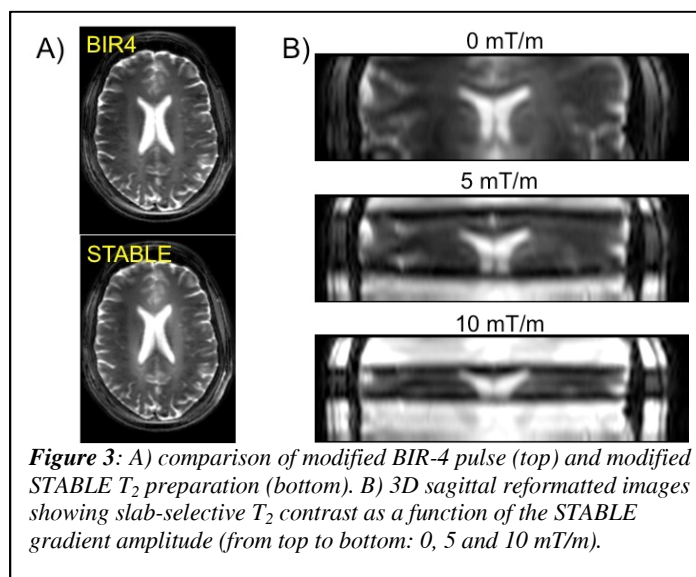 A)
BIR4
STABLE
B)
0 mT/m
5 mT/m
10 mT/m
Figure 3: A) comparison of modified BIR-4 pulse (top) and modified
STABLE T2 preparation (bottom). B) 3D sagittal reformatted images
showing slab-selective T2 contrast as a function of the STABLE
gradient amplitude (from top to bottom: 0, 5 and 10 mT/m).